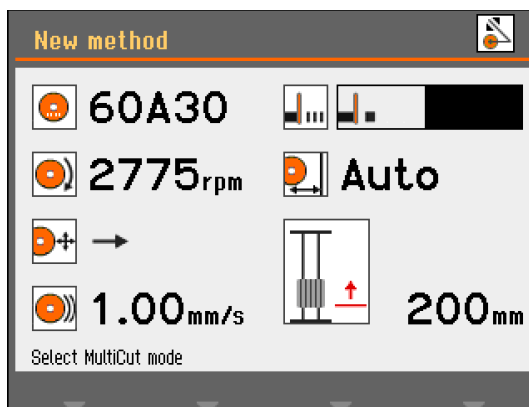 New method
60A30
2775rpm
Auto
1.00mm/s
200mm
Select MultiCut mode